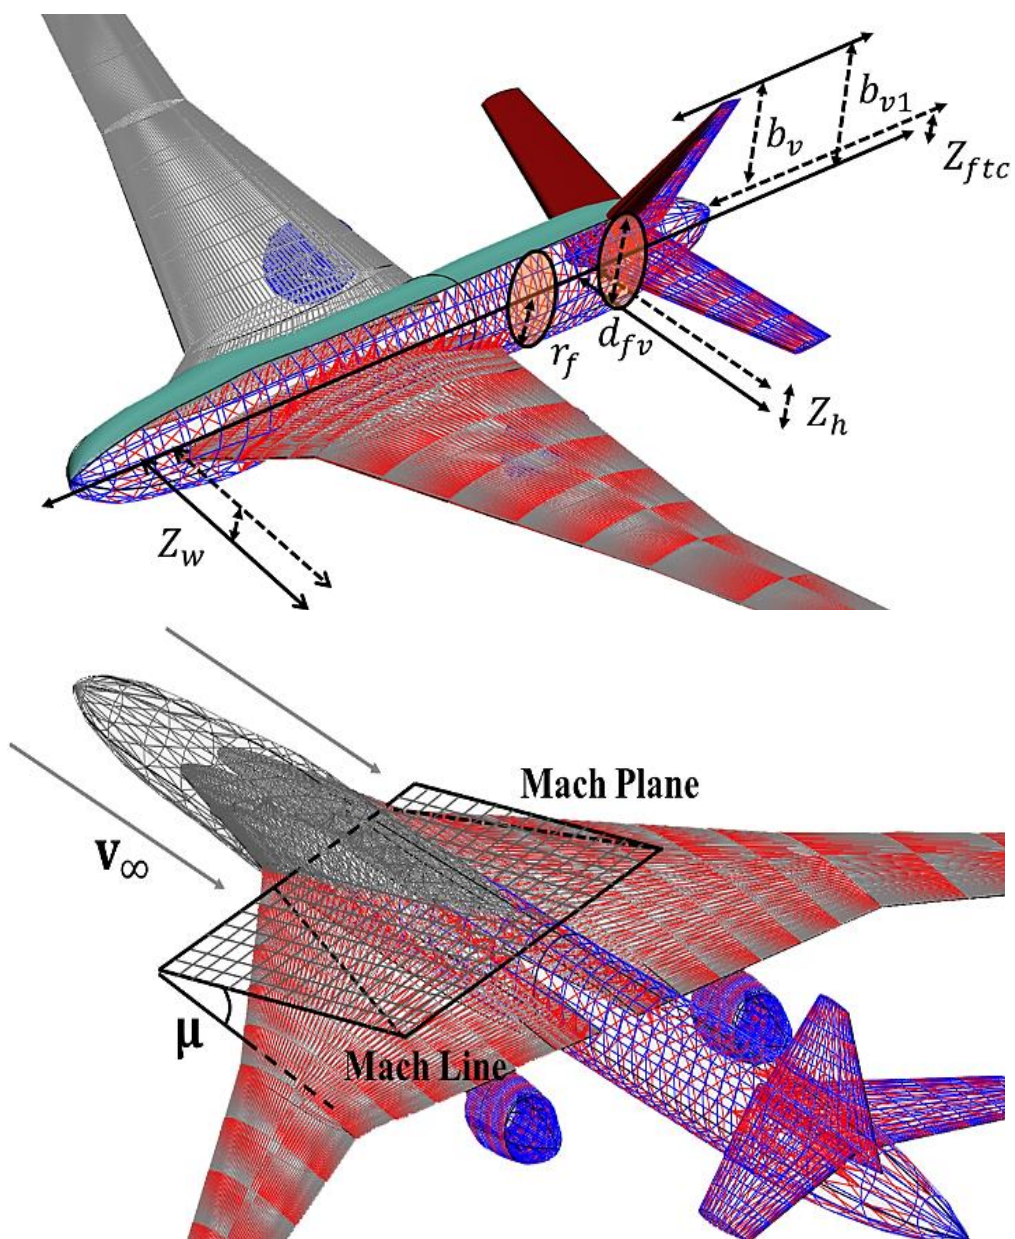 b_{v1}
b_v
Z_{ftc}
r_f
d_{fv}
Z_h
Z_w
Mach Plane
v_∞
μ
Mach Line